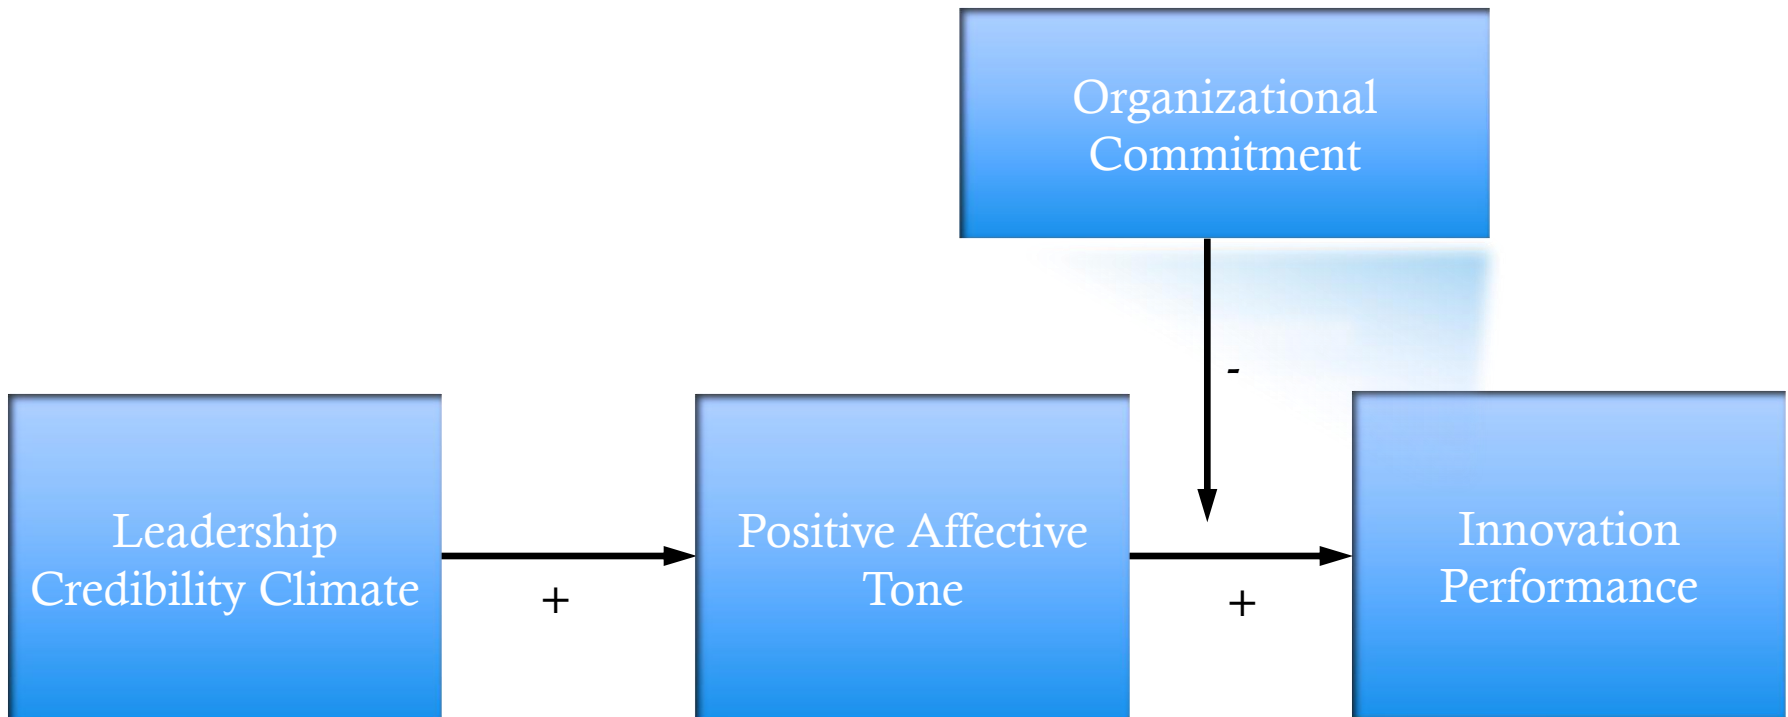 Organizational
Commitment
-
Leadership
Credibility Climate
+
Positive Affective
Tone
+
Innovation
Performance